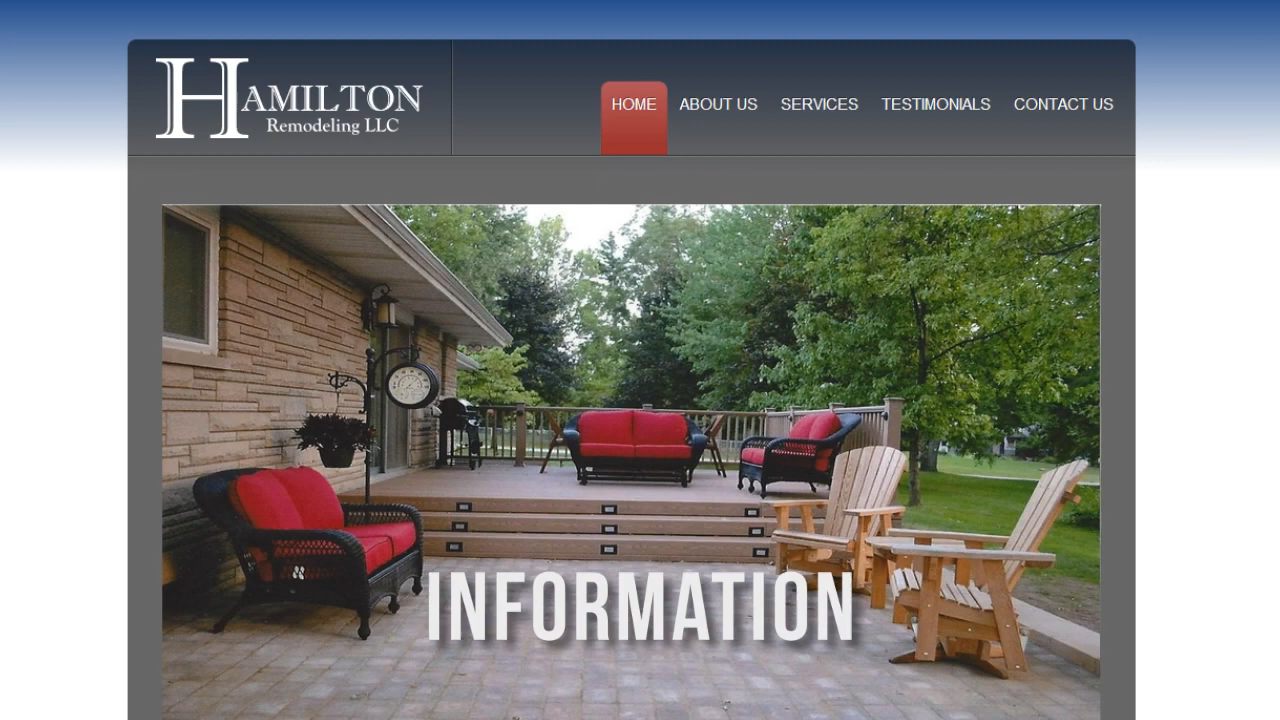 HAMILTON
Remodeling LLC
HOME ABOUT US SERVICES TESTIMONIALS CONTACT US
INFORMATION